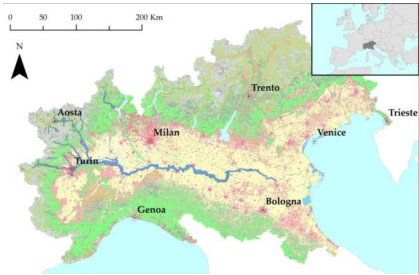 0 50 100 200 Km
N
Trento
Aosta
Trieste
Milan
Venice
Turin
Bologna
Genoa